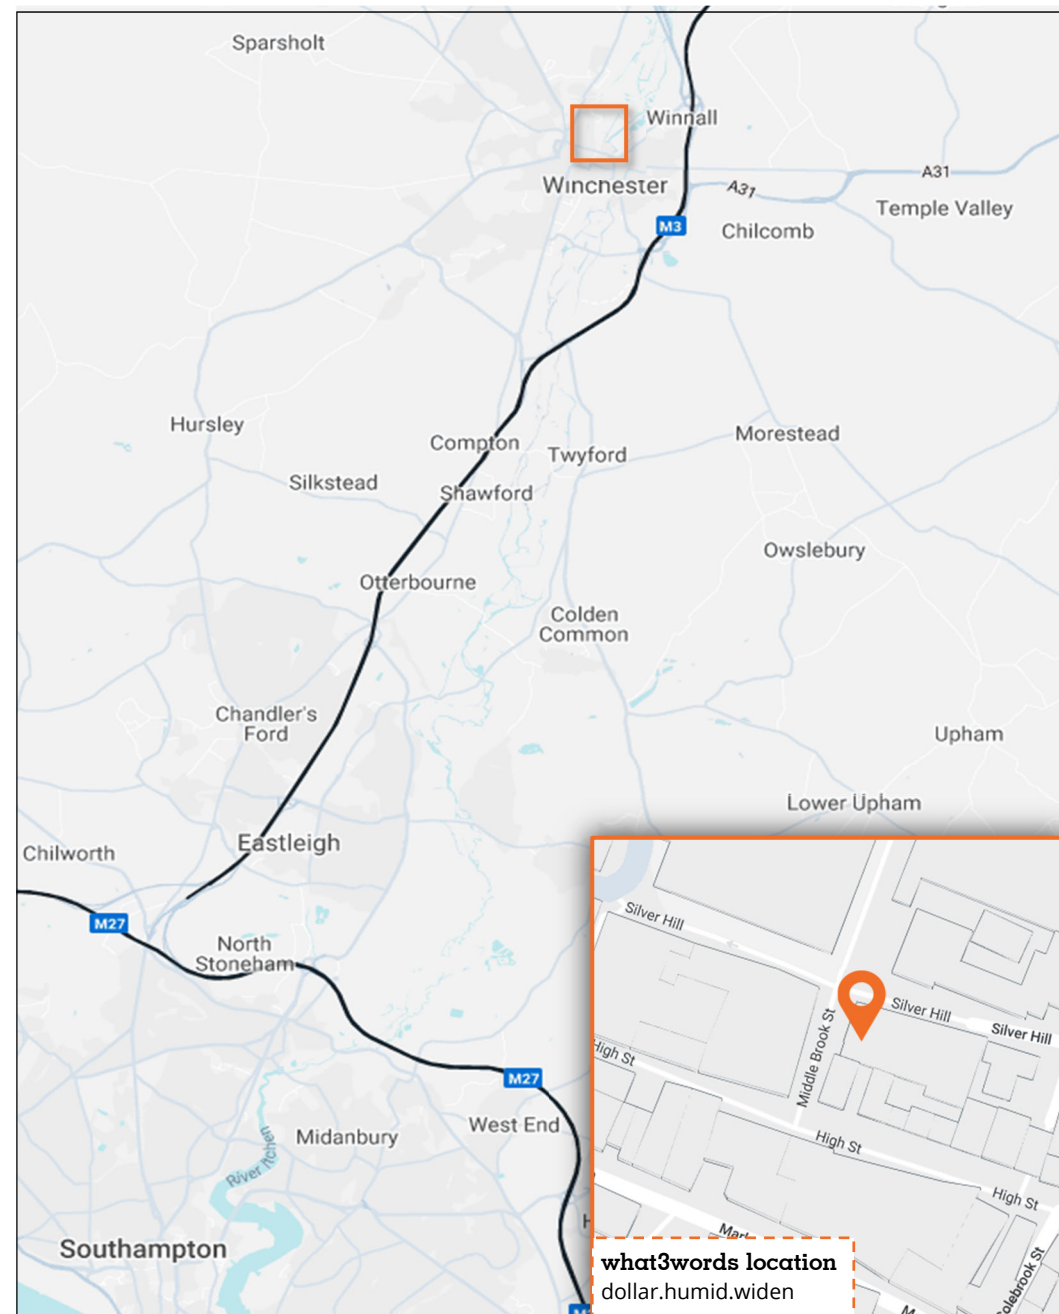 Sparsholt
Winnall
Winchester
A31
A31
Temple Valley
M3
Chilcomb
Hursley
Compton
Morestead
Twyford
Silkstead
Shawford
Owslebury
Otterbourne
Colden
Common
Chandler's
Ford
Upham
Lower Upham
Eastleigh
Chilworth
M27
North
Stoneham
M27
West End
Midanbury
River Itchen
Southampton
Silver Hill
Silver Hill
Silver Hill
Middle Brook St
High St
High St
High St
what3words location
dollar.humid.widen